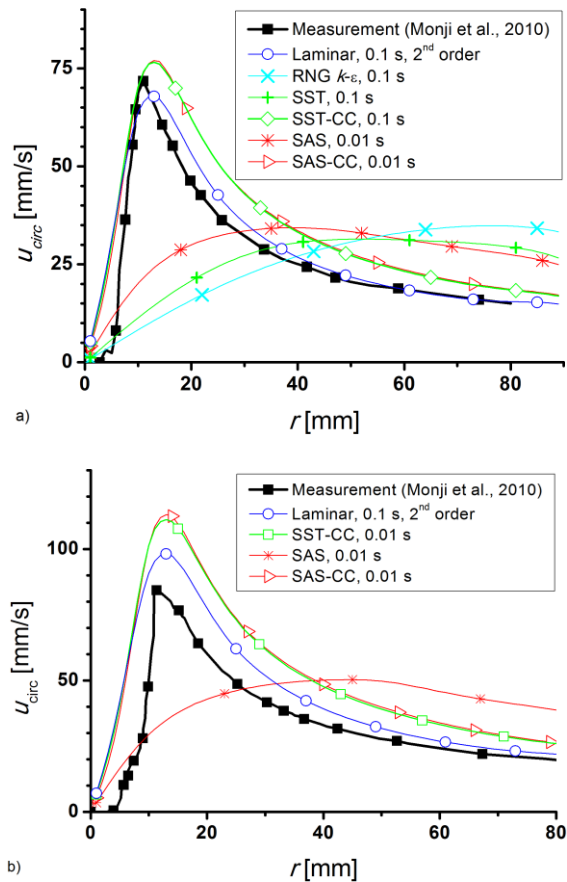 Measurement (Monji et al., 2010)
Laminar, 0.1 s, 2nd order
RNG k-ε, 0.1 s
SST, 0.1 s
SST-CC, 0.1 s
SAS, 0.01 s
SAS-CC, 0.01 s
75
50
25
0
u_circ [mm/s]
0 20 40 60 80
r [mm]
a)
Measurement (Monji et al., 2010)
Laminar, 0.1 s, 2nd order
SST-CC, 0.01 s
SAS, 0.01 s
SAS-CC, 0.01 s
100
50
0
u_circ [mm/s]
0 20 40 60 80
r [mm]
b)